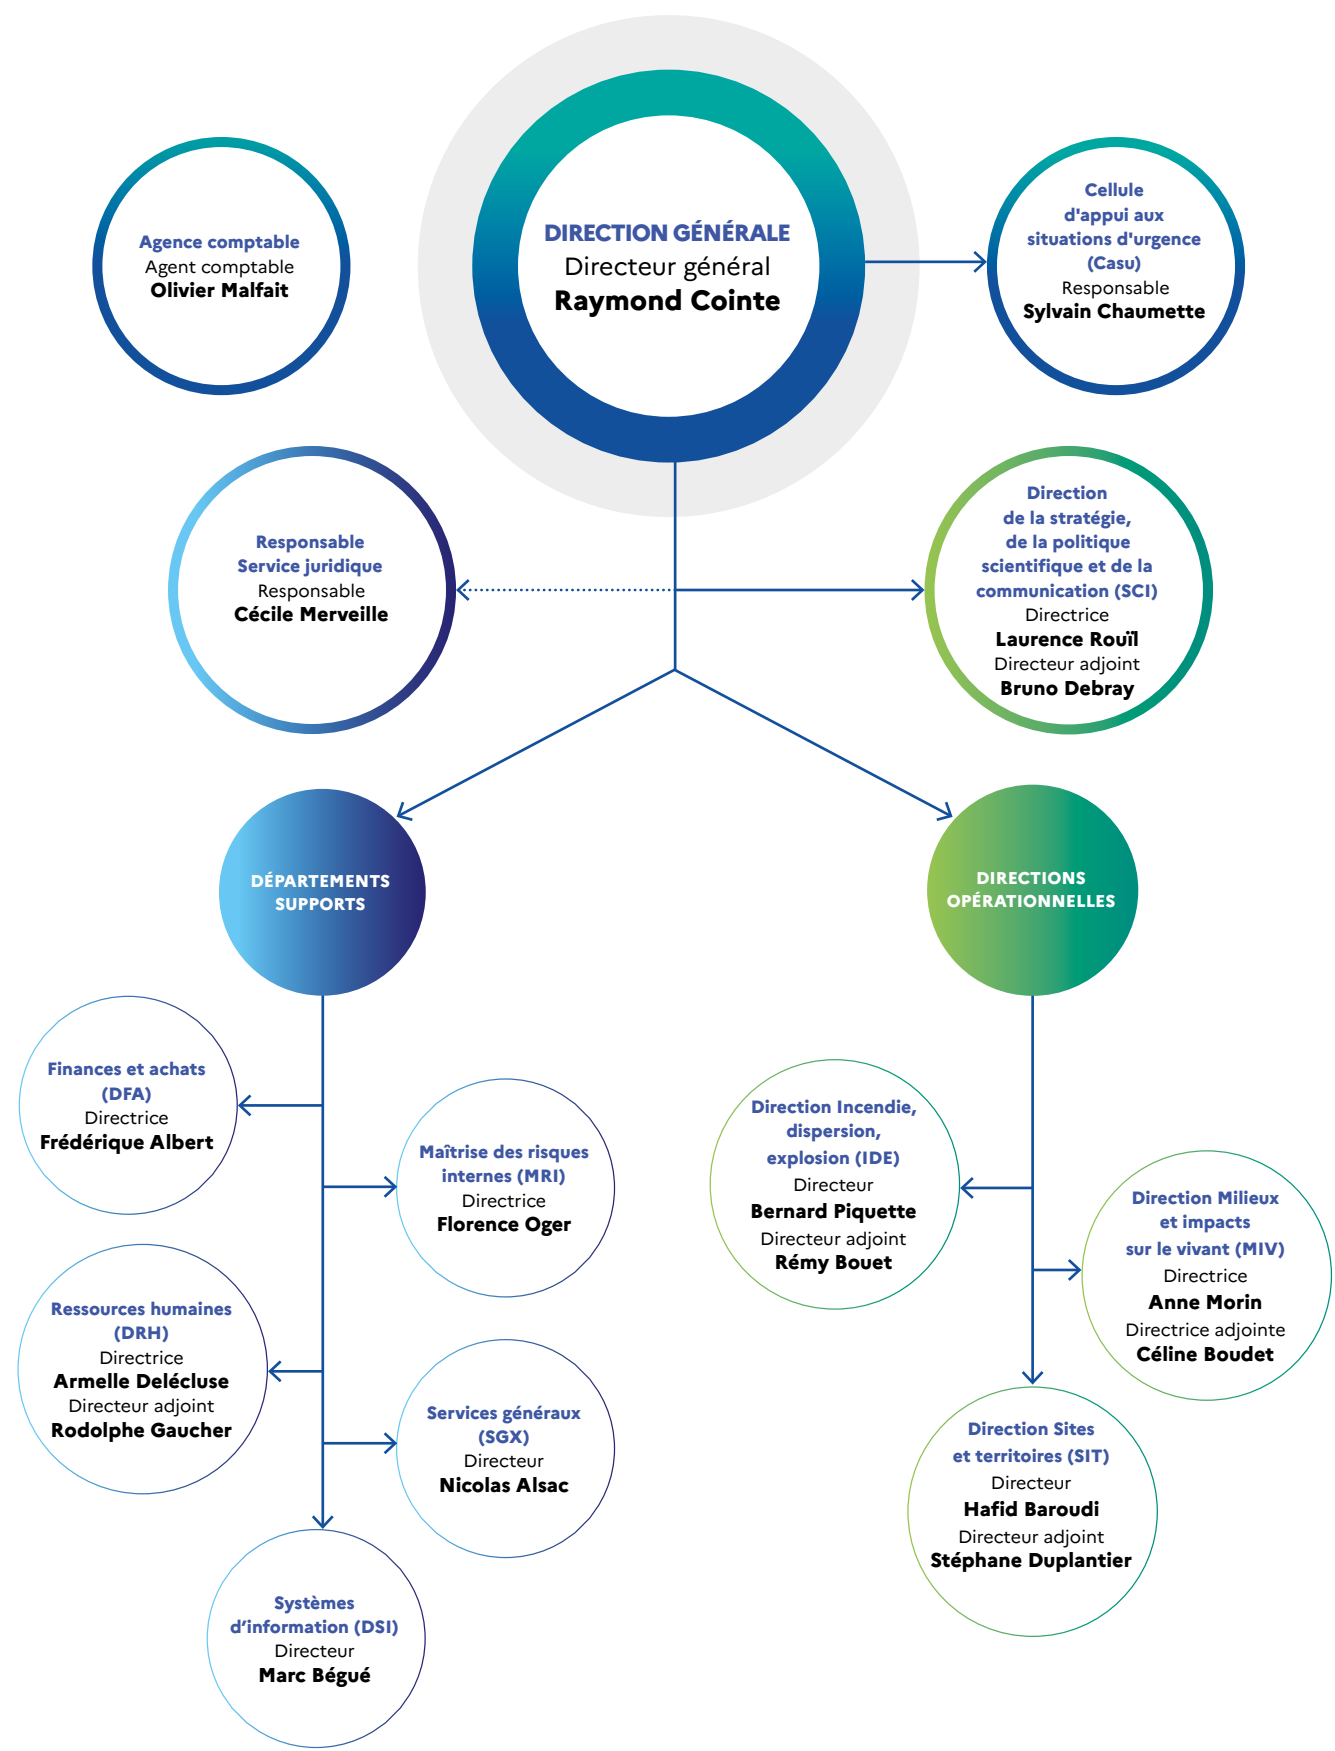 DIRECTION GÉNÉRALE
Directeur général
Raymond Cointe
Agence comptable
Agent comptable
Olivier Malfait
Cellule
d'appui aux
situations d'urgence
(Casu)
Responsable
Sylvain Chaumette
Responsable
Service juridique
Responsable
Cécile Merveille
Direction
de la stratégie,
de la politique
scientifique et de la
communication (SCI)
Directrice
Laurence Rouïl
Directeur adjoint
Bruno Debray
DÉPARTEMENTS
SUPPORTS
DIRECTIONS
OPÉRATIONNELLES
Finances et achats
(DFA)
Directrice
Frédérique Albert
Maîtrise des risques
internes (MRI)
Directrice
Florence Oger
Ressources humaines
(DRH)
Directrice
Armelle Delécluse
Directeur adjoint
Rodolphe Gaucher
Services généraux
(SGX)
Directeur
Nicolas Alsac
Systèmes
d’information (DSI)
Directeur
Marc Bégué
Direction Incendie,
dispersion,
explosion (IDE)
Directeur
Bernard Piquette
Directeur adjoint
Rémy Bouet
Direction Milieux
et impacts
sur le vivant (MIV)
Directrice
Anne Morin
Directrice adjointe
Céline Boudet
Direction Sites
et territoires (SIT)
Directeur
Hafid Baroudi
Directeur adjoint
Stéphane Duplantier